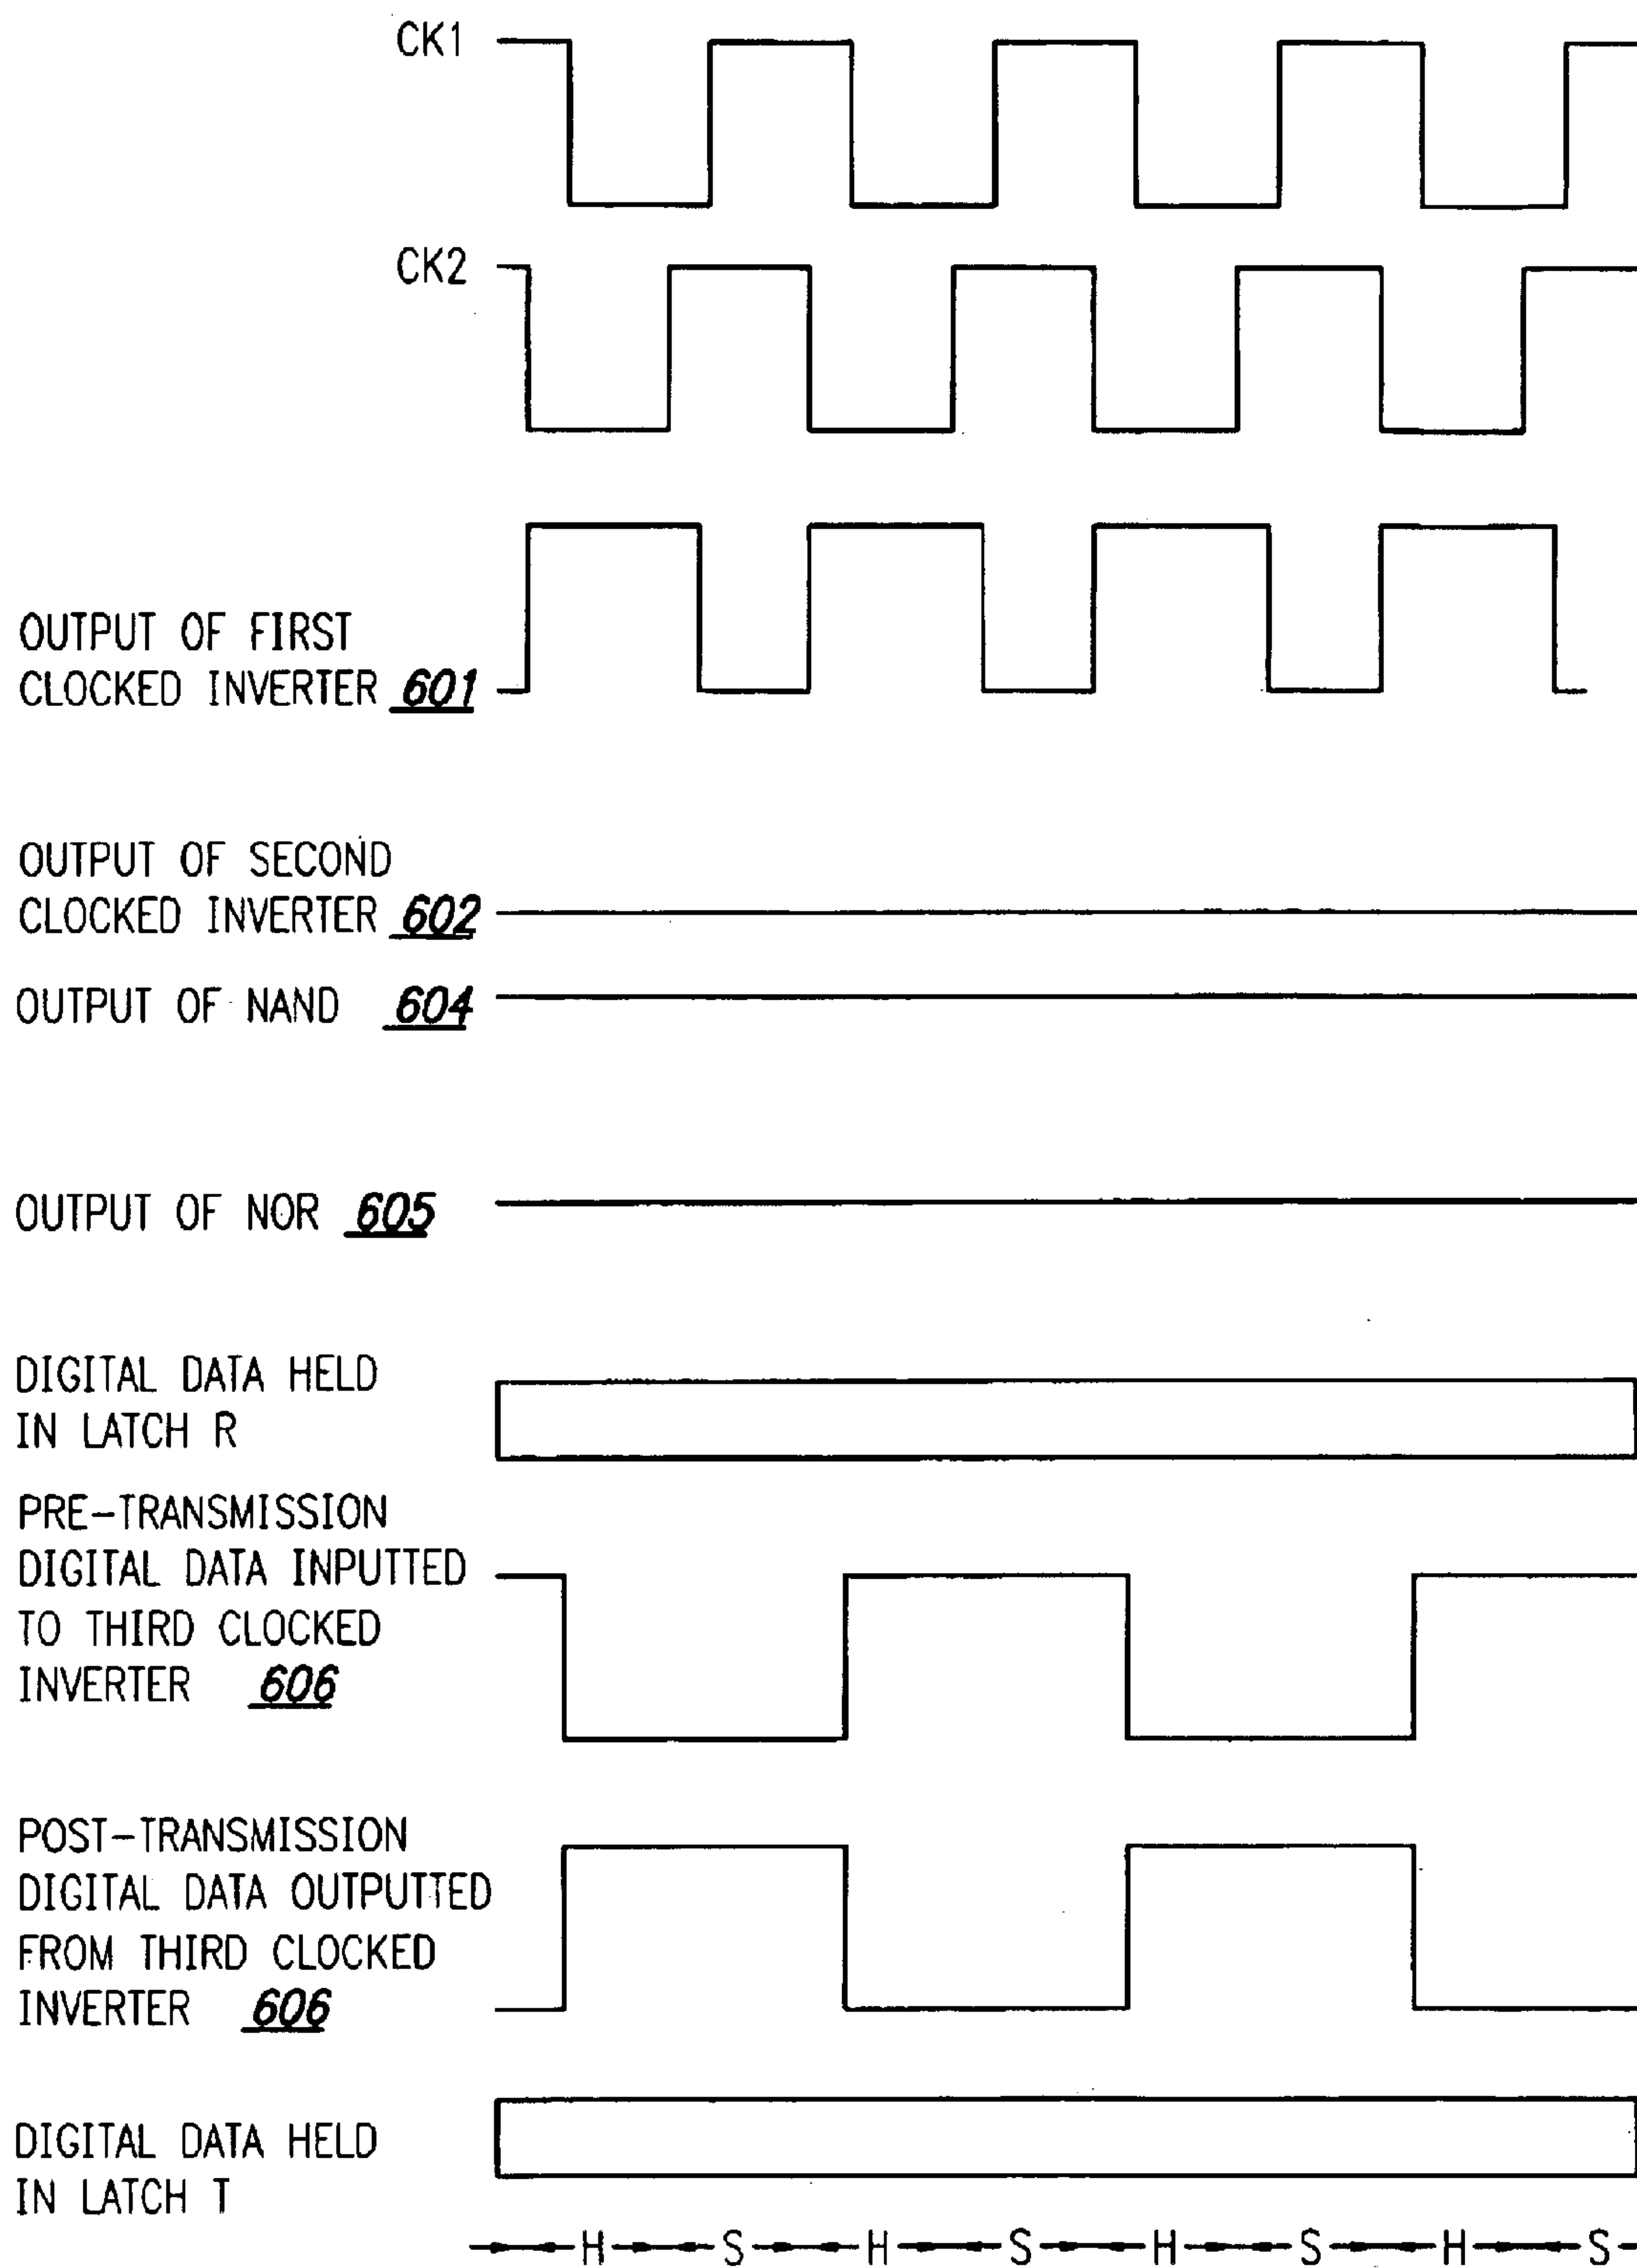 CK1
CK2
OUTPUT OF FIRST
CLOCKED INVERTER 601
OUTPUT OF SECOND
CLOCKED INVERTER 602
OUTPUT OF NAND 604
OUTPUT OF NOR 605
DIGITAL DATA HELD
IN LATCH R
PRE-TRANSMISSION
DIGITAL DATA INPUTTED
TO THIRD CLOCKED
INVERTER 606
POST-TRANSMISSION
DIGITAL DATA OUTPUTTED
FROM THIRD CLOCKED
INVERTER 606
DIGITAL DATA HELD
IN LATCH T
H S H S H S H S